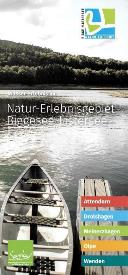 Natur-Erlebnisgebiet
Biggesee-Listersee
Attendorn
Drolshagen
Meinerzhagen
Olpe
Wenden